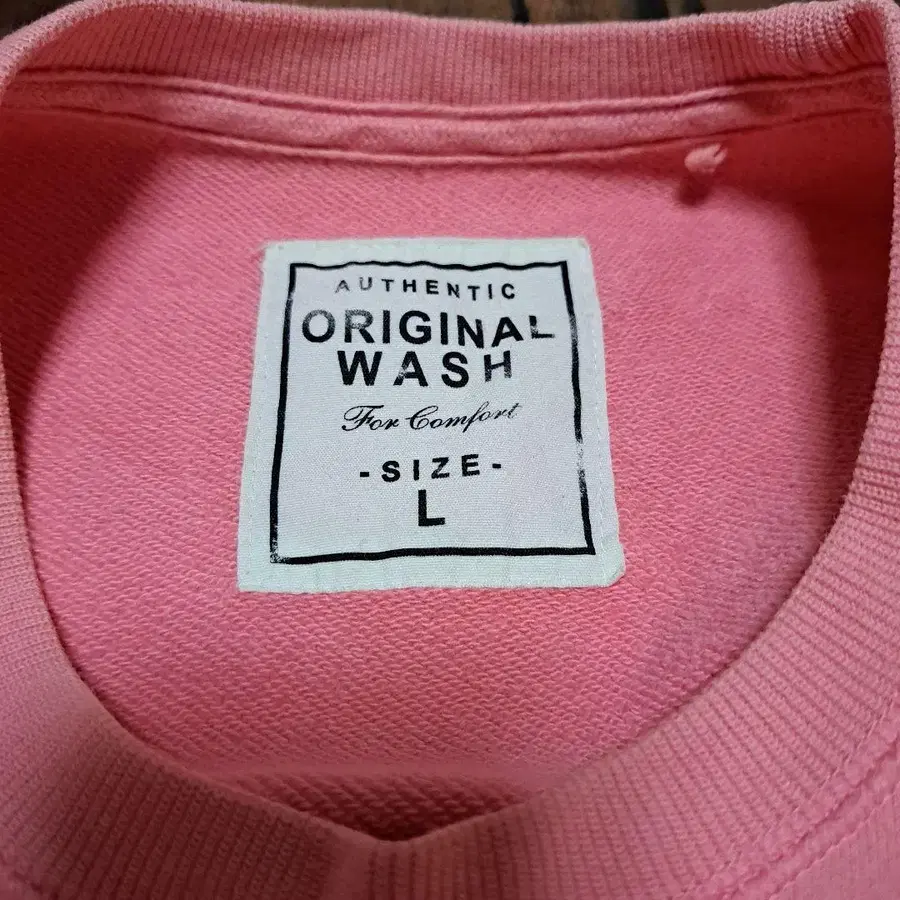 AUTHENTIC
ORIGINAL
WASH
For Comfort
-SIZE-
L